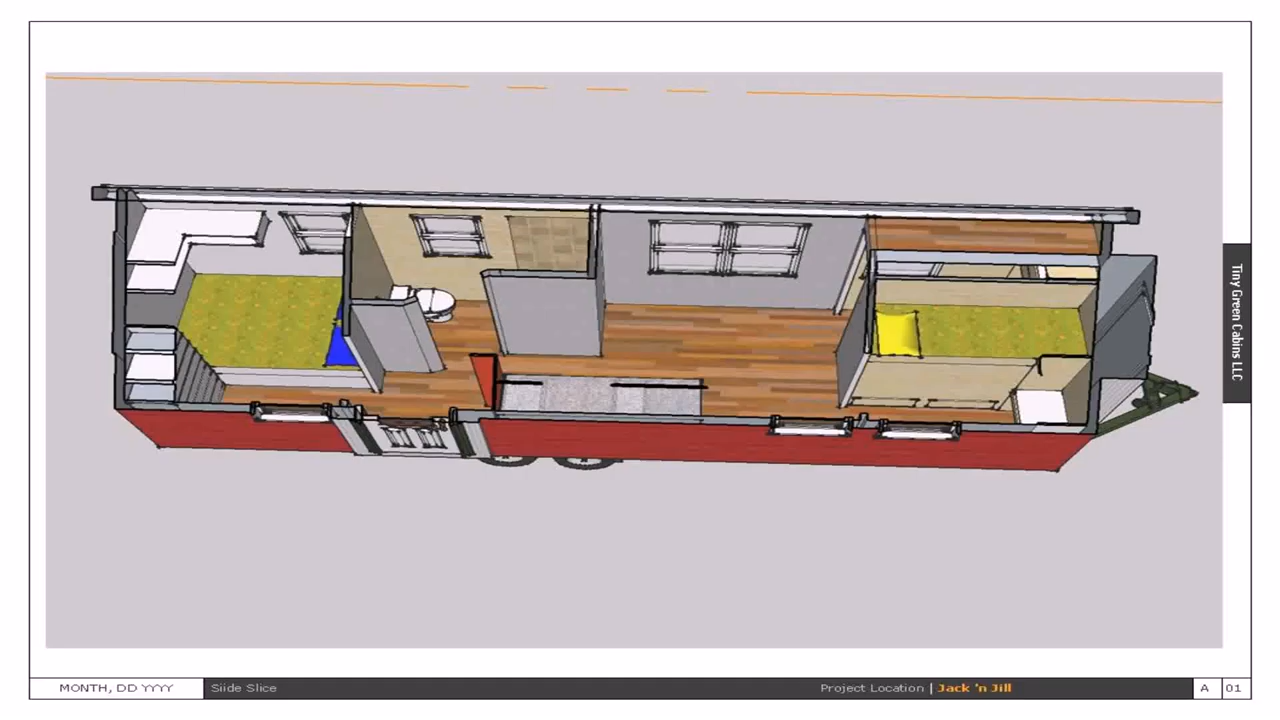 Tiny Green Cabins LLC
MONTH, DD YYYY
Siide Slice
Project Location | Jack 'n Jill
A 01